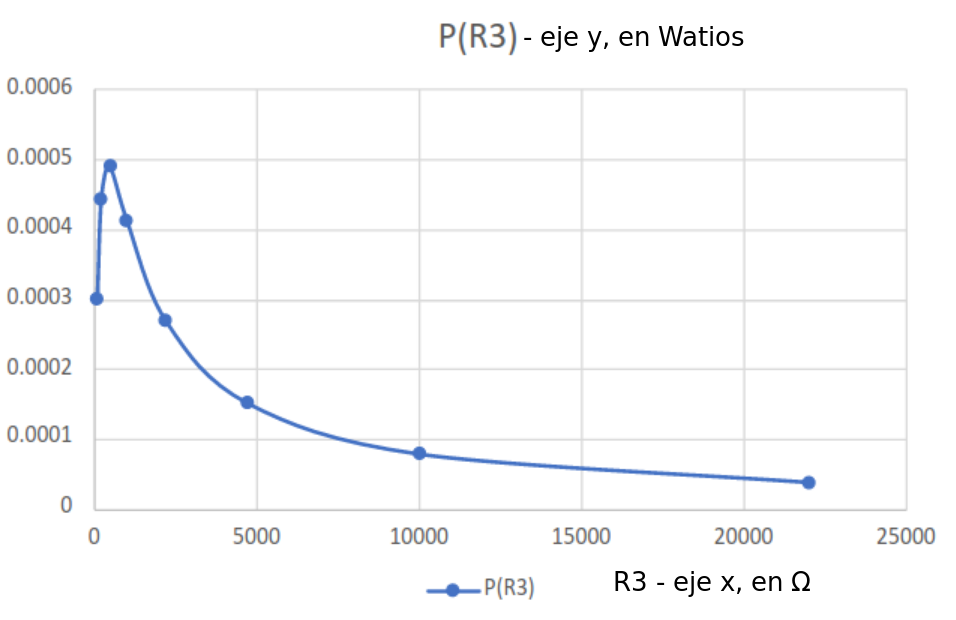 P(R3) - eje y, en Watios
0.0006
0.0005
0.0004
0.0003
0.0002
0.0001
0
0 5000 10000 15000 20000 25000
P(R3)
R3 - eje x, en Ω